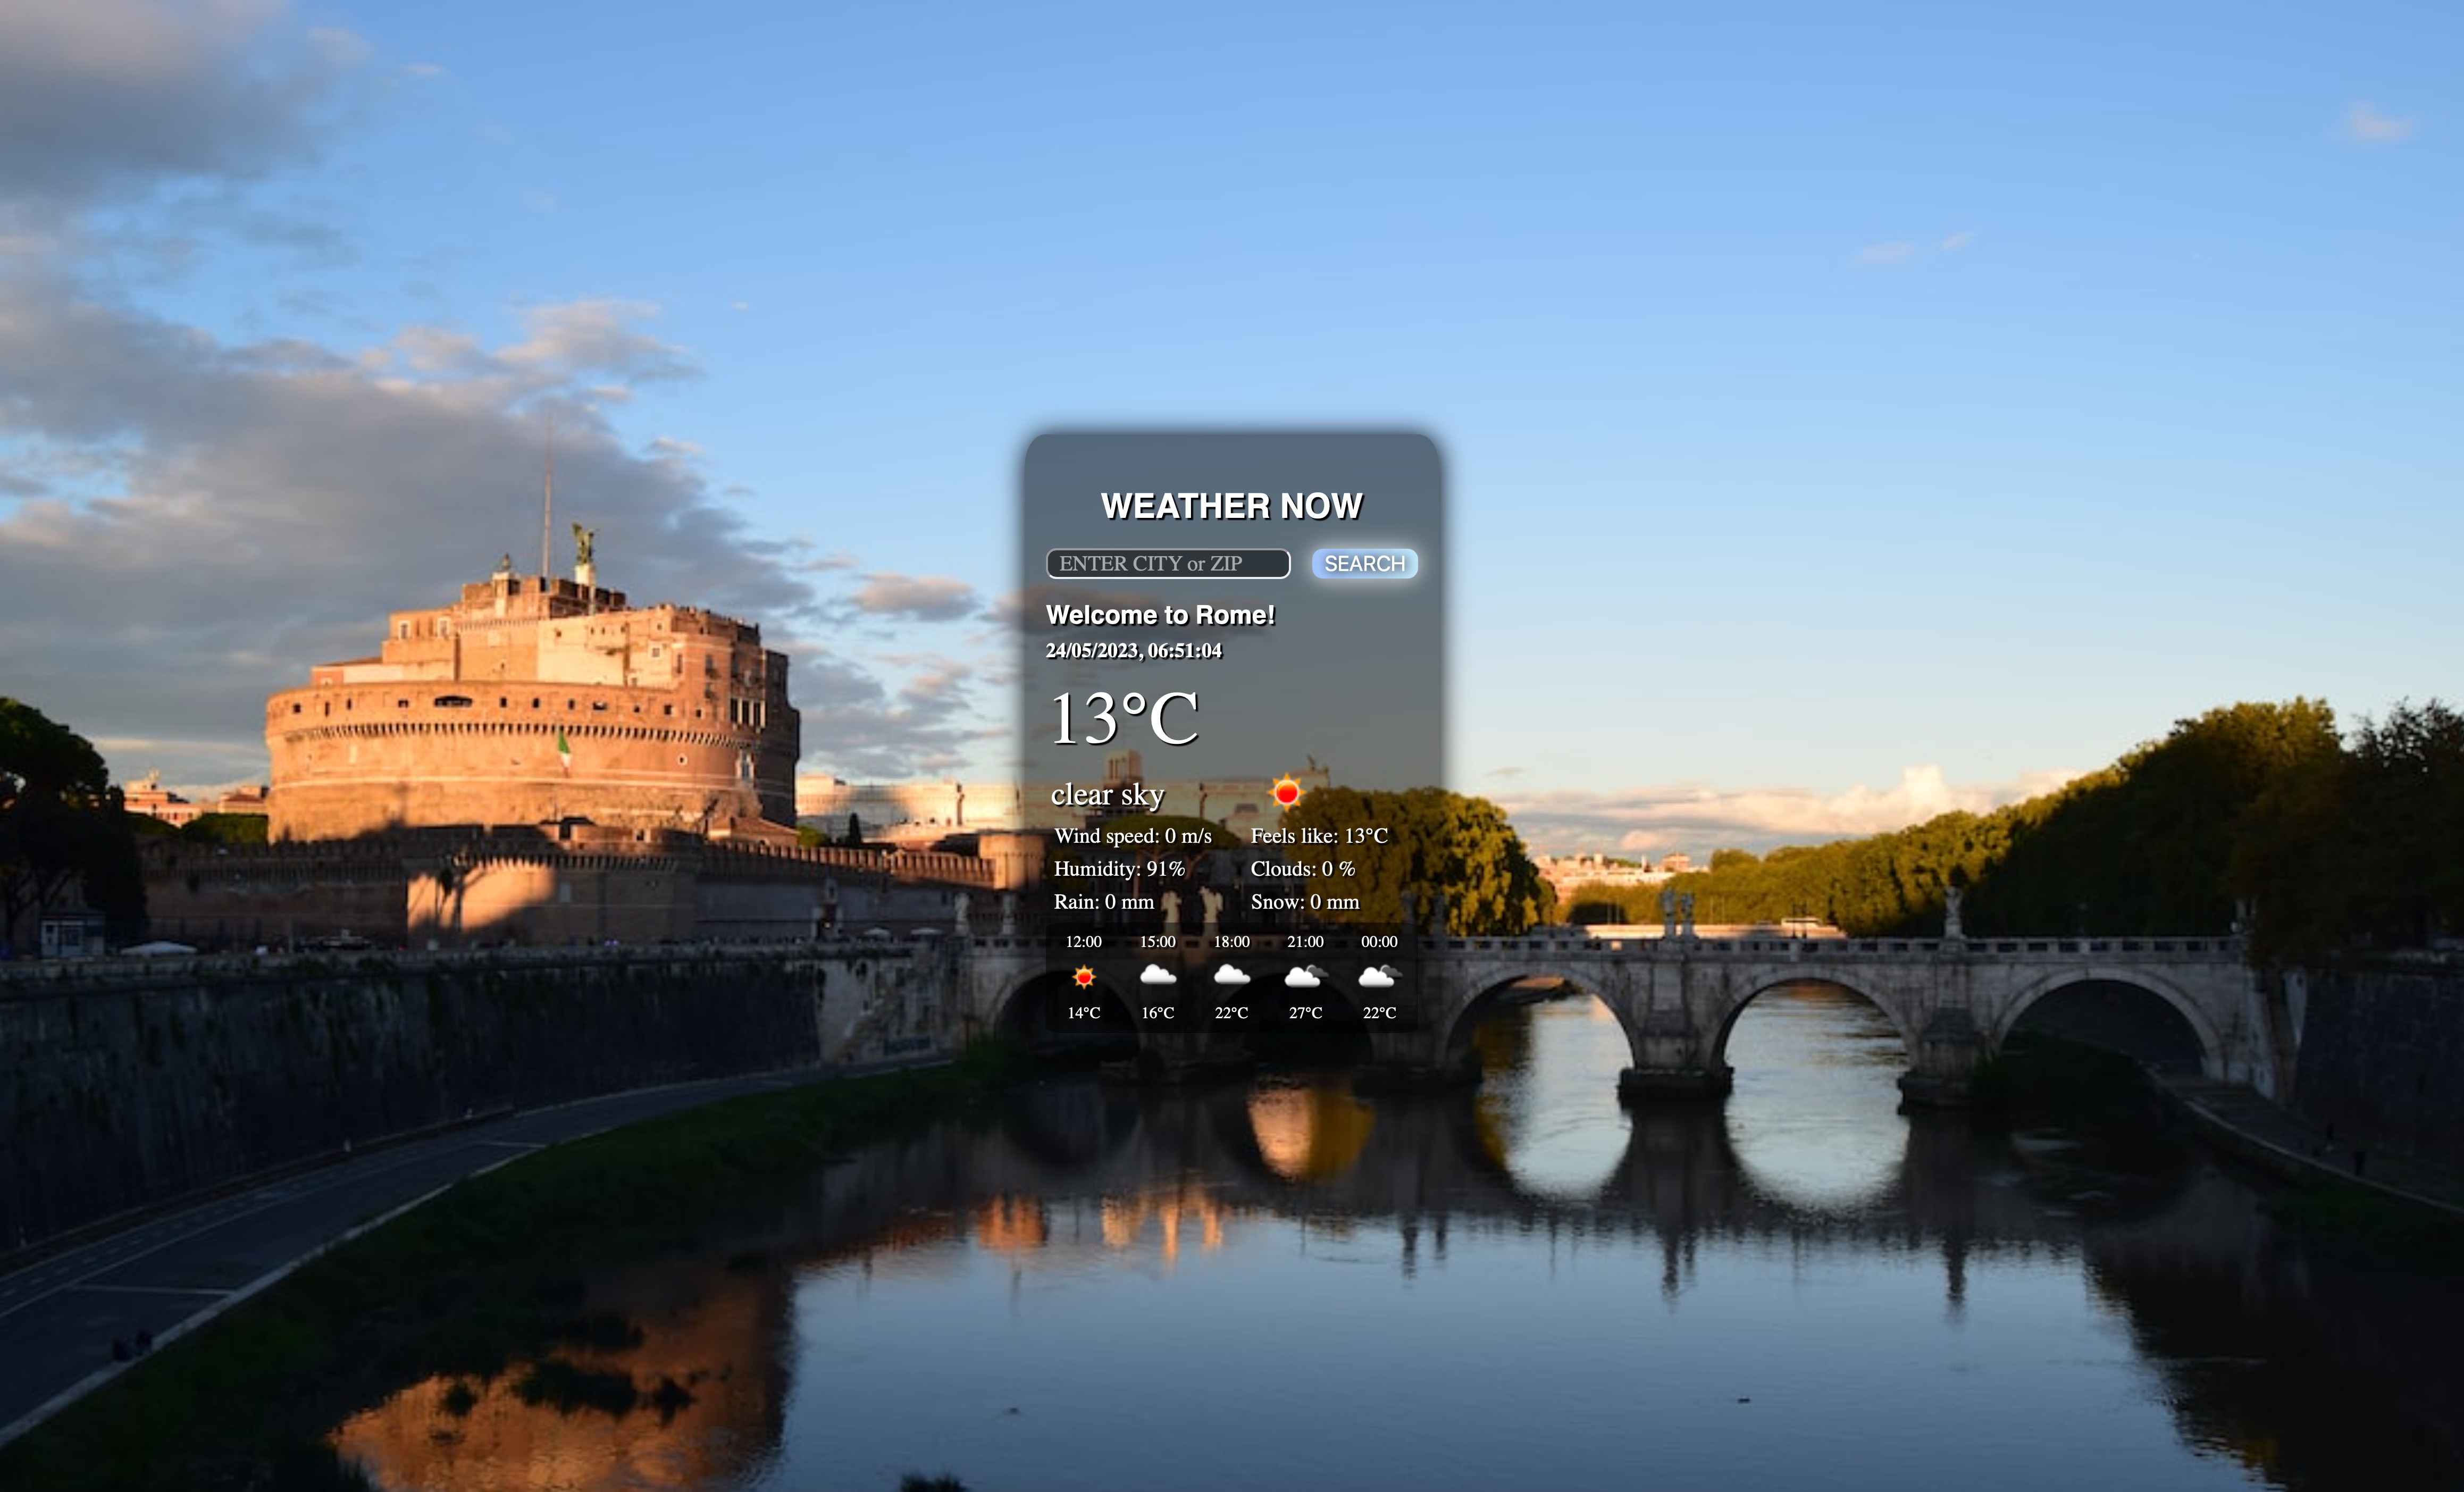 WEATHER NOW
ENTER CITY or ZIP SEARCH
Welcome to Rome!
24/05/2023, 06:51:04
13°C
clear sky
Wind speed: 0 m/s Feels like: 13°C
Humidity: 91% Clouds: 0 %
Rain: 0 mm Snow: 0 mm
12:00 15:00 18:00 21:00 00:00
14°C 16°C 22°C 27°C 22°C